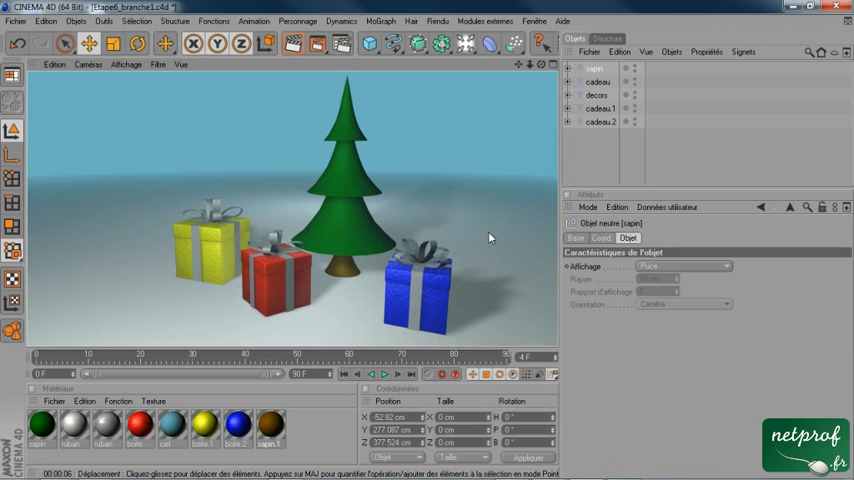 CINEMA 4D (64 Bit) - [Etape6_branche1.c4d *]
Fichier Edition Objets Outils Sélection Structure Fonctions Animation Personnage Dynamics MoGraph Hair Rendu Modules externes Fenêtre Aide
X Y Z
Edition Caméras Affichage Filtre Vue
Objets Structure
Fichier Edition Vue Objets Propriétés Signets
sapin
cadeau
decors
cadeau.1
cadeau.2
Attributs
Mode Edition Données utilisateur
Objet neutre [sapin]
Base Coord. Objet
Caractéristiques de l'objet
Affichage Puce
Rayon 10 cm
Rapport d'affichage 1
Orientation Caméra
0 10 20 30 40 50 60 70 80 90 -4 F
0 F 0 F 90 F 90 F
Matériaux
Fichier Edition Fonction Texture
sapin ruban ruban boite ciel boite.1 boite.2 sapin.1
Coordonnées
Position Taille Rotation
X -52.82 cm X 0 cm H 0 °
Y 277.087 cm Y 0 cm P 0 °
Z 377.524 cm Z 0 cm B 0 °
Objet Taille Appliquer
MAXON CINEMA 4D
00:00:06 Déplacement : Cliquez-glissez pour déplacer des éléments. Appuyez sur MAJ pour quantifier l'opération/ajouter des éléments à la sélection en mode Point
netprof
.fr